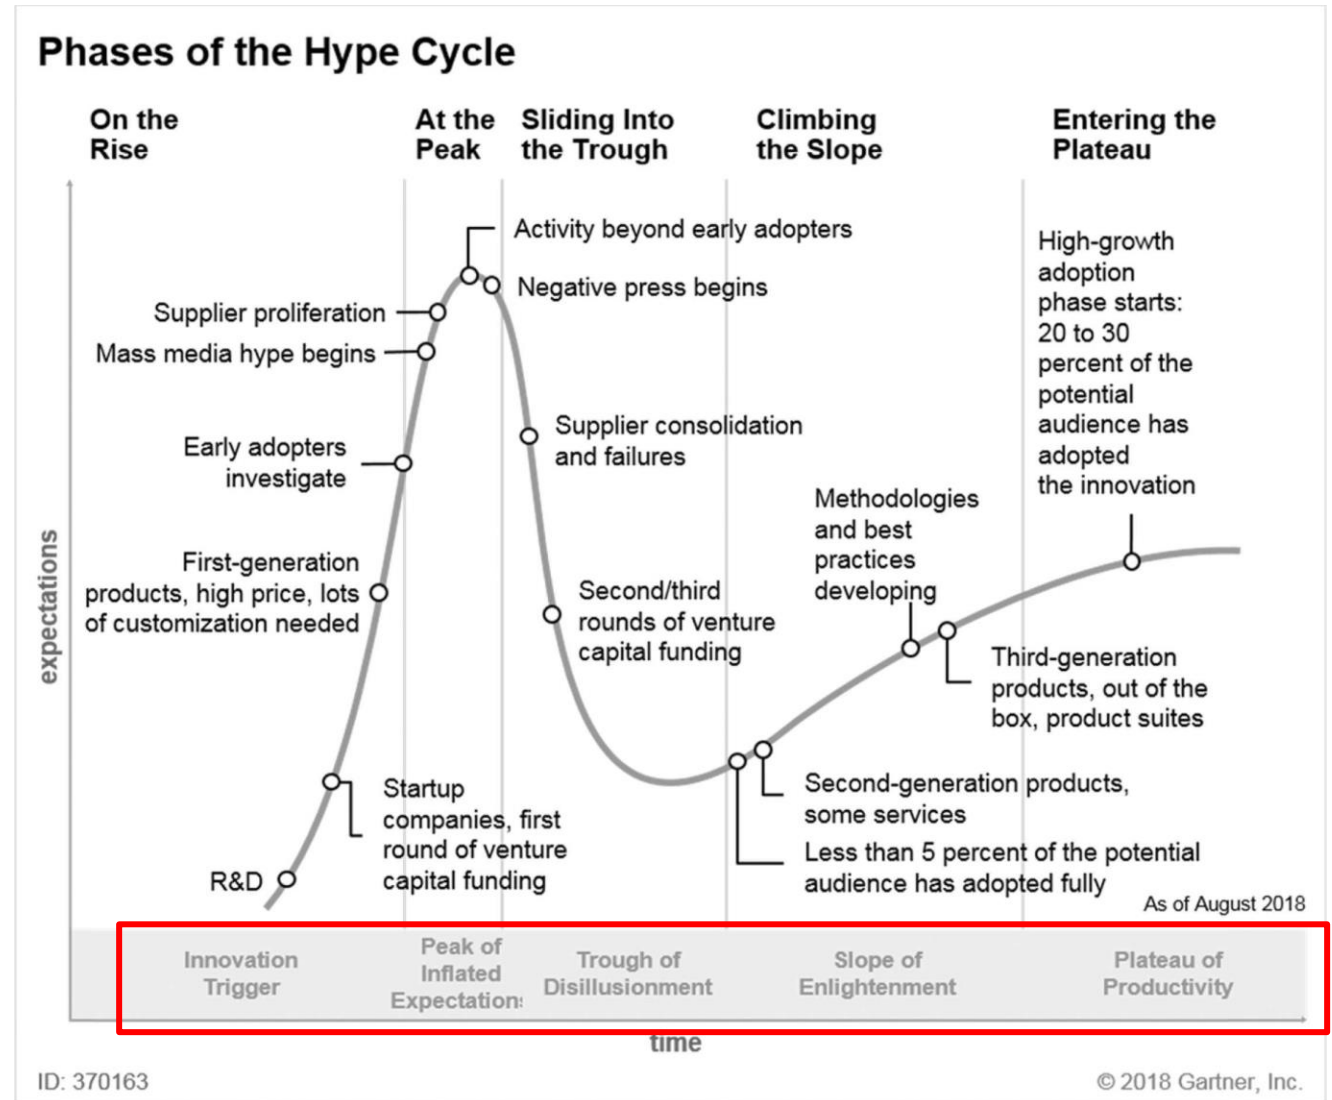 Phases of the Hype Cycle
On the
Rise
At the
Peak
Sliding Into
the Trough
Climbing
the Slope
Entering the
Plateau
Activity beyond early adopters
Negative press begins
Supplier proliferation
Mass media hype begins
Early adopters
investigate
First-generation
products, high price, lots
of customization needed
Startup
companies, first
round of venture
capital funding
R&D
Supplier consolidation
and failures
Second/third
rounds of venture
capital funding
Methodologies
and best
practices
developing
High-growth
adoption
phase starts:
20 to 30
percent of the
potential
audience has
adopted
the innovation
Third-generation
products, out of the
box, product suites
Second-generation products,
some services
Less than 5 percent of the potential
audience has adopted fully
As of August 2018
expectations
Innovation
Trigger
Peak of
Inflated
Expectations
Trough of
Disillusionment
Slope of
Enlightenment
Plateau of
Productivity
time
ID: 370163
© 2018 Gartner, Inc.